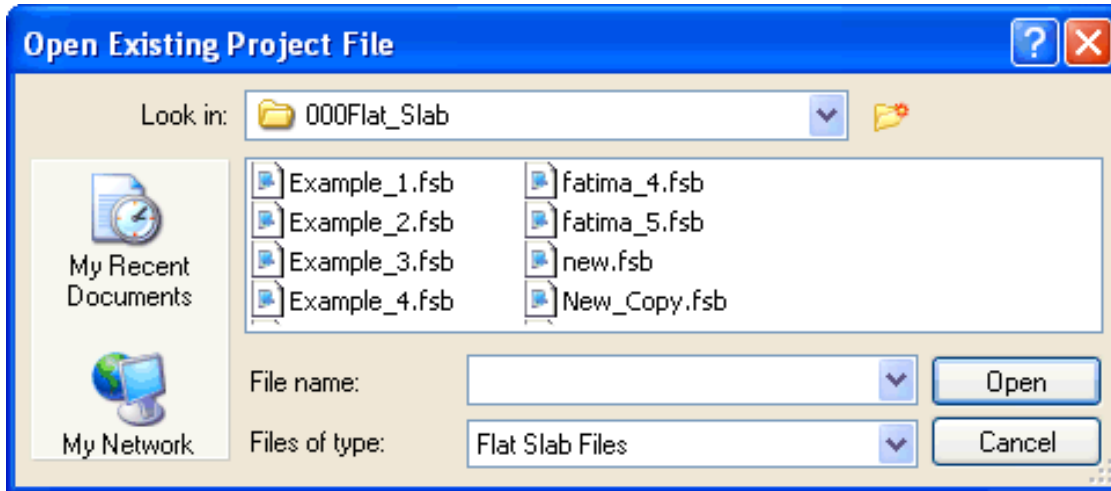 Open Existing Project File
Look in: 000Flat_Slab
Example_1.fsb
Example_2.fsb
Example_3.fsb
Example_4.fsb
fatima_4.fsb
fatima_5.fsb
new.fsb
New_Copy.fsb
My Recent
Documents
My Network
File name: Open
Files of type: Flat Slab Files Cancel